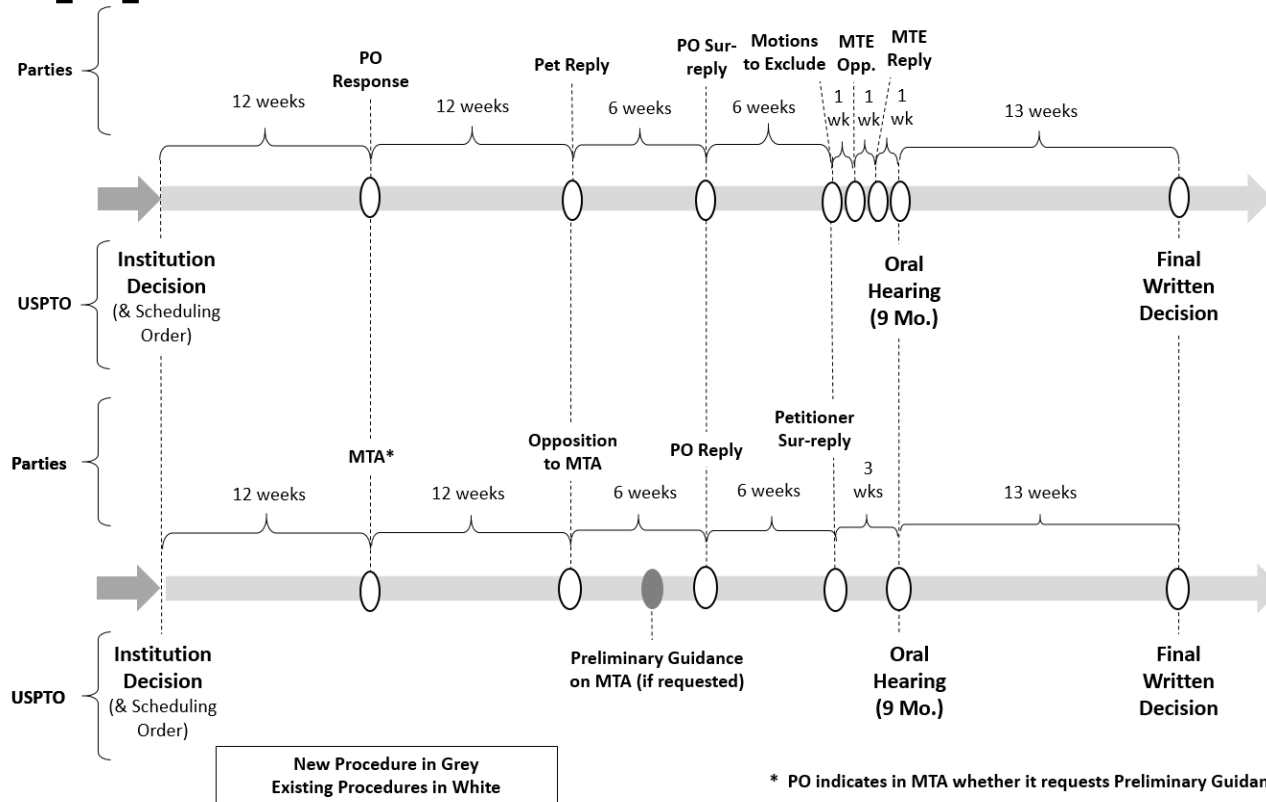 Parties
PO
Response
Pet Reply
PO Sur-
reply
Motions
to Exclude
MTE
Opp.
MTE
Reply
12 weeks
12 weeks
6 weeks
6 weeks
1
wk
1
wk
1
wk
13 weeks
USPTO
Institution
Decision
(& Scheduling
Order)
Oral
Hearing
(9 Mo.)
Final
Written
Decision
Parties
MTA*
Opposition
to MTA
PO Reply
Petitioner
Sur-reply
12 weeks
12 weeks
6 weeks
6 weeks
3
wks
13 weeks
USPTO
Institution
Decision
(& Scheduling
Order)
Preliminary Guidance
on MTA (if requested)
Oral
Hearing
(9 Mo.)
Final
Written
Decision
New Procedure in Grey
Existing Procedures in White
* PO indicates in MTA whether it requests Preliminary Guidan